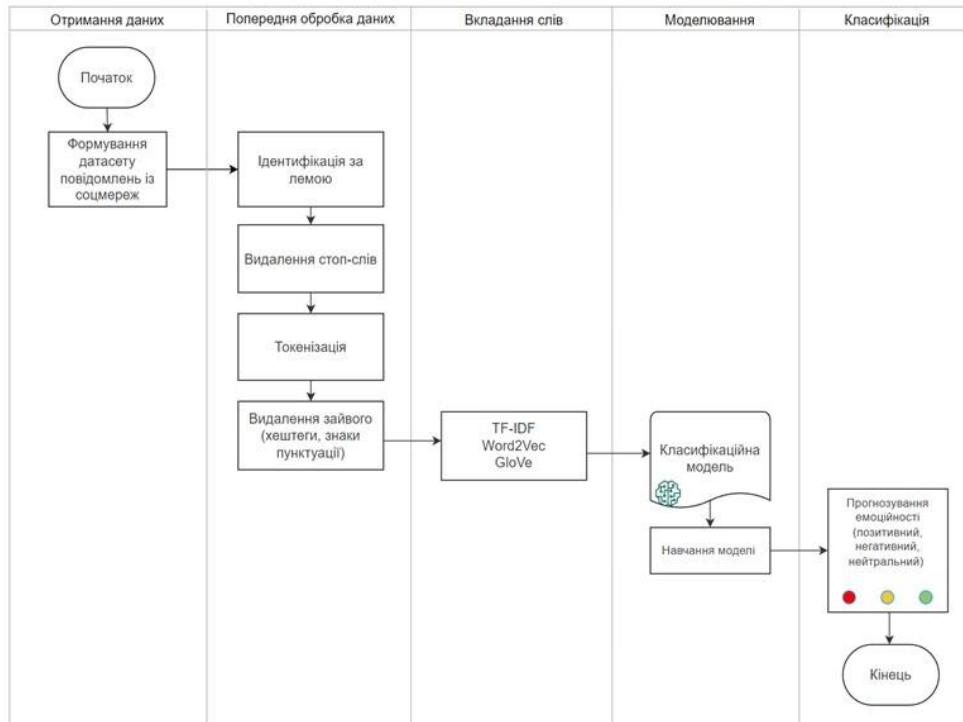 Отримання даних
Попередня обробка даних
Вкладання слів
Моделювання
Класифікація
Початок
Формування
датасету
повідомлень із
соцмереж
Ідентифікація за
лемою
Видалення стоп-слів
Токенізація
Видалення зайвого
(хештеги, знаки
пунктуації)
TF-IDF
Word2Vec
GloVe
Класифікаційна
модель
Навчання моделі
Прогнозування
емоційності
(позитивний,
негативний,
нейтральний)
Кінець